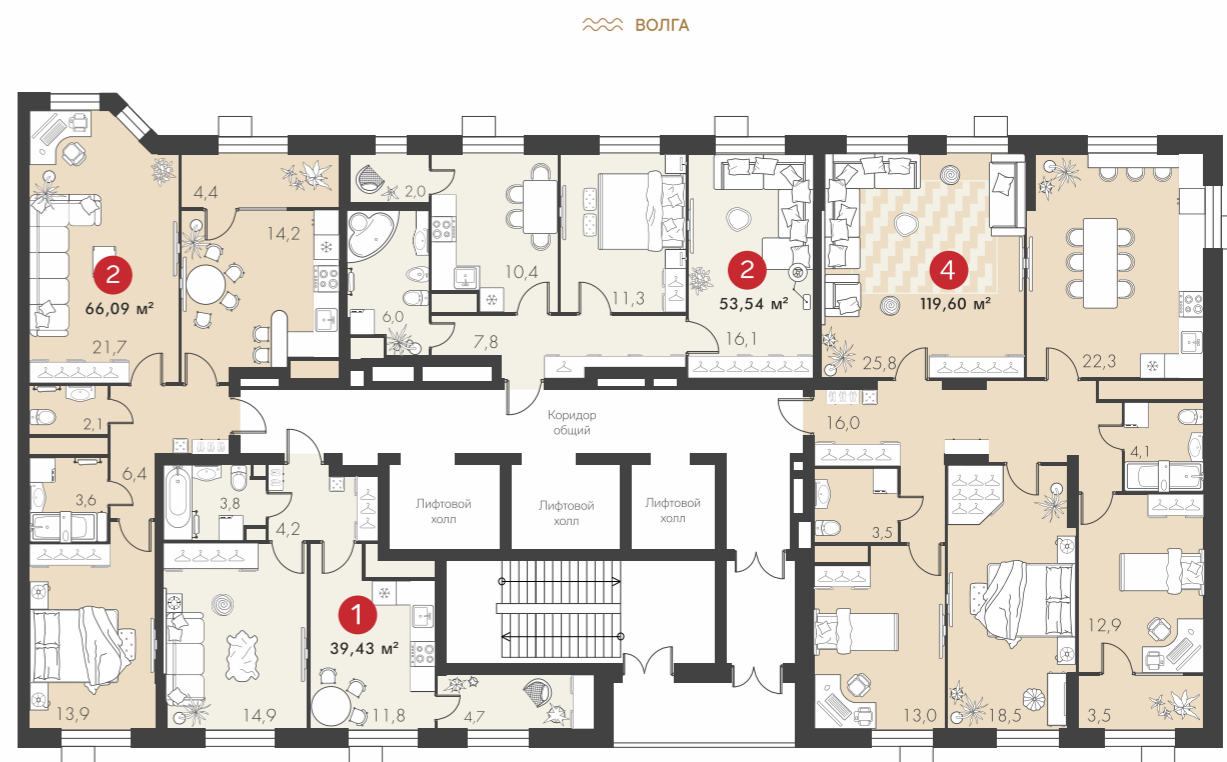 ВОЛГА
4,4
2,0
14,2
2
66,09 м²
10,4
11,3
2
53,54 м²
4
119,60 м²
6,0
7,8
16,1
21,7
25,8
22,3
2,1
Коридор
общий
16,0
4,1
6,4
3,6
3,8
4,2
Лифтовой
холл
Лифтовой
холл
Лифтовой
холл
3,5
1
39,43 м²
12,9
13,9
14,9
11,8
4,7
13,0
18,5
3,5